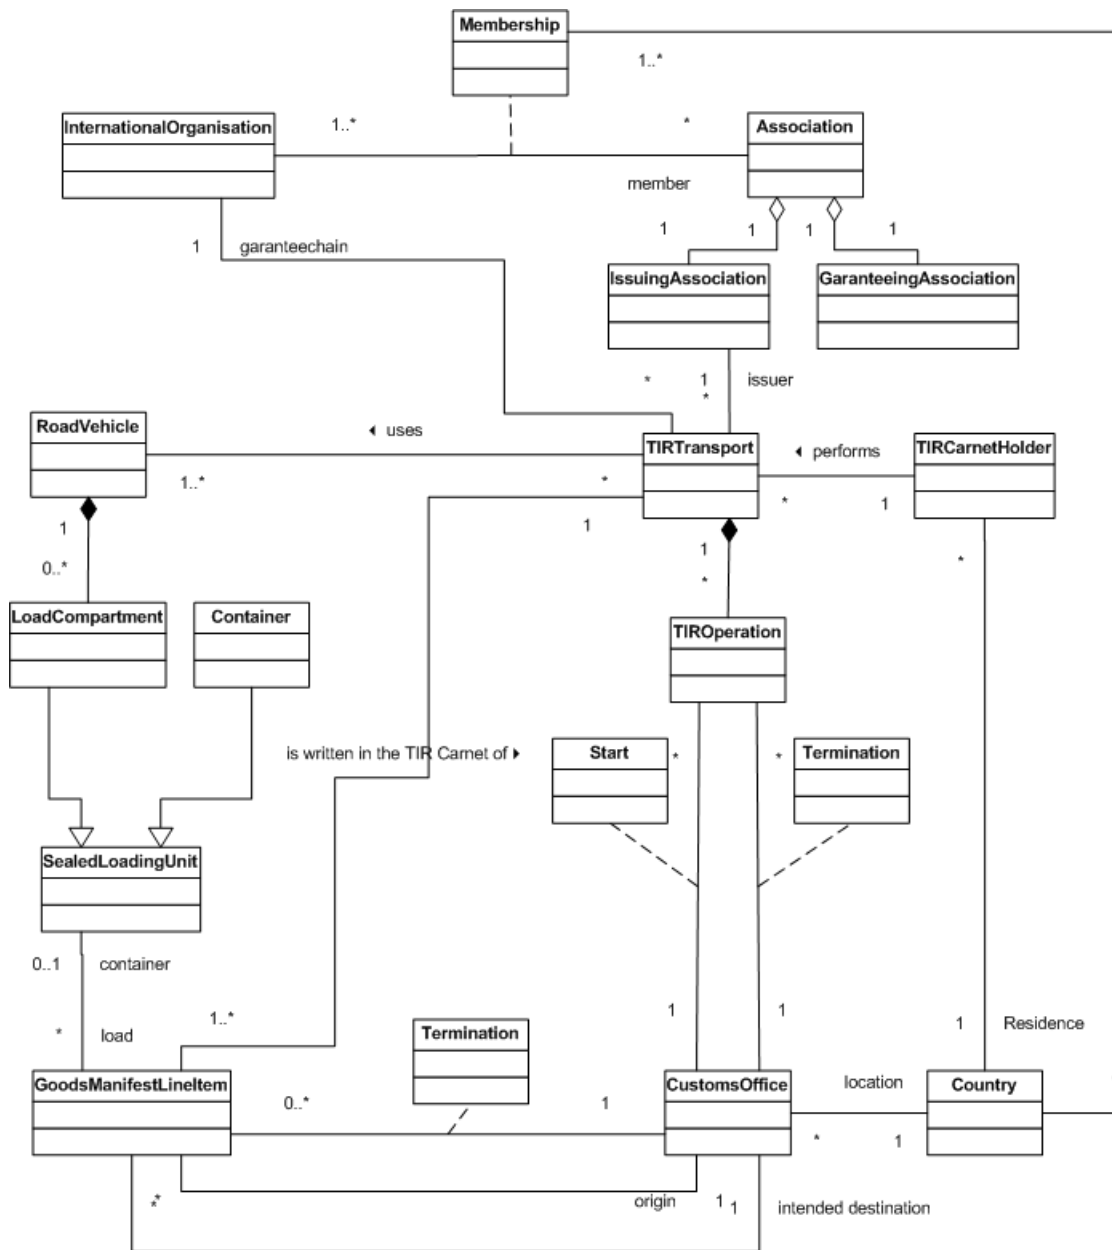 Membership
1..*
InternationalOrganisation
1..*
*
Association
member
1
garanteechain
1
1
1
1
IssuingAssociation
GaranteeingAssociation
*
1
issuer
*
RoadVehicle
◄ uses
TIRTransport
◄ performs
TIRCarnetHolder
1..*
*
*
1
1
1
1
*
0..*
*
LoadCompartment
Container
TIROperation
is written in the TIR Carnet of ►
Start
*
*
Termination
SealedLoadingUnit
0..1
container
*
load
1..*
1
1
1
Residence
Termination
GoodsManifestLineItem
CustomsOffice
location
Country
0..*
1
*
1
*
*
origin
1
1
intended destination